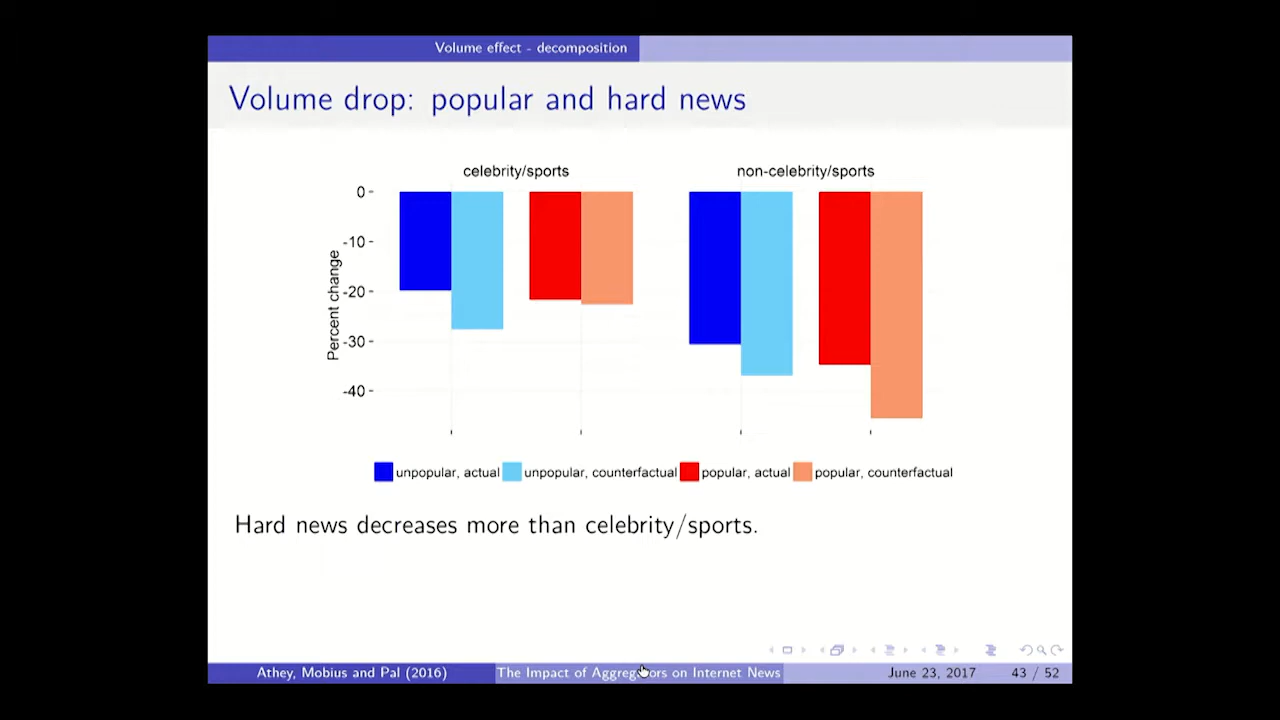 Volume effect - decomposition
Volume drop: popular and hard news
celebrity/sports
non-celebrity/sports
0
-10
-20
-30
-40
Percent change
unpopular, actual
unpopular, counterfactual
popular, actual
popular, counterfactual
Hard news decreases more than celebrity/sports.
Athey, Mobius and Pal (2016)
The Impact of Aggregators on Internet News
June 23, 2017
43 / 52